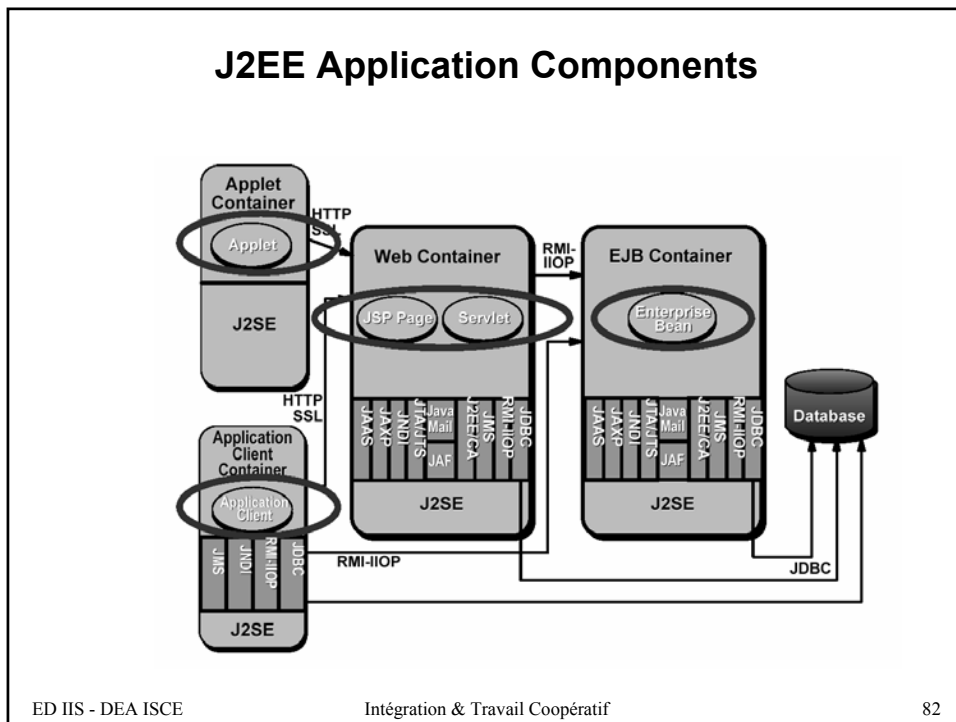 J2EE Application Components
Applet
Container
Applet
J2SE
HTTP
SSL
Web Container
JSP Page
Servlet
JAAS
JAXP
JNDI
JTA/JTS
Java
Mail
JAF
J2EE/CA
JMS
RMI-IIOP
JDBC
J2SE
RMI-
IIOP
EJB Container
Enterprise
Bean
JAAS
JAXP
JNDI
JTA/JTS
Java
Mail
JAF
J2EE/CA
JMS
RMI-IIOP
JDBC
J2SE
Database
HTTP
SSL
Application
Client
Container
Application
Client
JMS
JNDI
RMI-IIOP
JDBC
J2SE
RMI-IIOP
JDBC
ED IIS - DEA ISCE
Intégration & Travail Coopératif
82